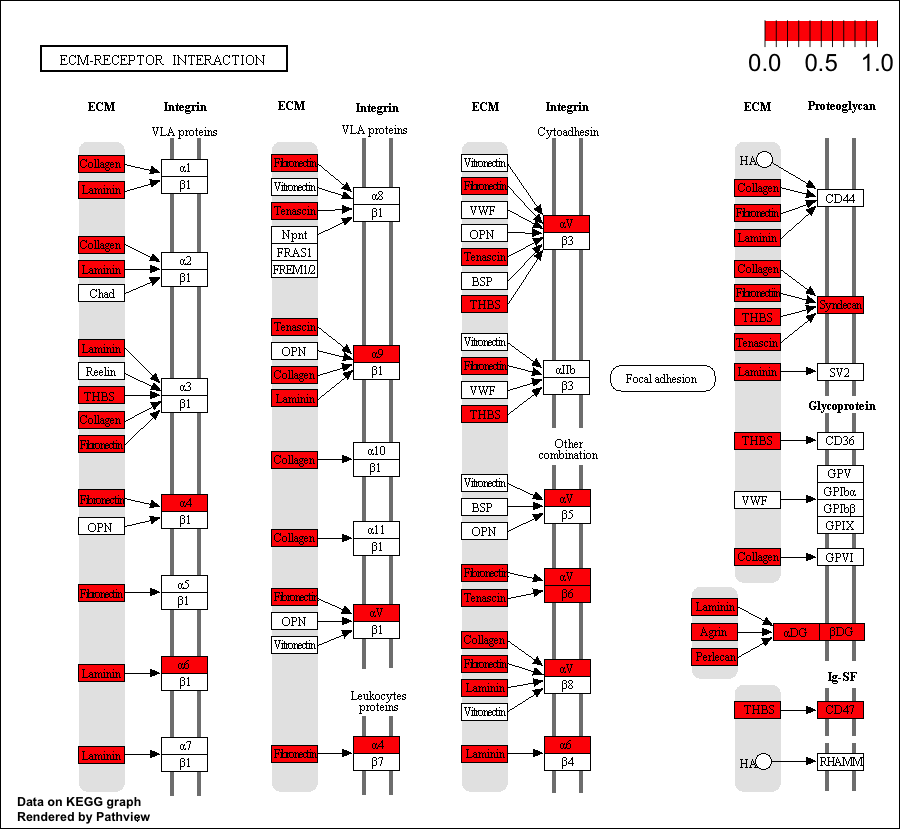 0.0 0.5 1.0
ECM-RECEPTOR INTERACTION
ECM Integrin
VLA proteins
Collagen
Laminin
α1
β1
Collagen
Laminin
Chad
α2
β1
Laminin
Reelin
THBS
Collagen
Fibronectin
α3
β1
Fibronectin
OPN
α4
β1
Fibronectin
α5
β1
Laminin
α6
β1
Laminin
α7
β1
ECM Integrin
VLA proteins
Fibronectin
Vitronectin
Tenascin
Npnt
FRAS1
FREM1/2
α8
β1
Tenascin
OPN
Collagen
Laminin
α9
β1
Collagen
α10
β1
Collagen
α11
β1
Fibronectin
OPN
Vitronectin
αV
β1
Leukocytes
proteins
Fibronectin
α4
β7
ECM Integrin
Cytoadhesin
Vitronectin
Fibronectin
VWF
OPN
Tenascin
BSP
THBS
αV
β3
Vitronectin
Fibronectin
VWF
THBS
αIIb
β3
Other
combination
Vitronectin
BSP
OPN
αV
β5
Fibronectin
Tenascin
αV
β6
Collagen
Fibronectin
Laminin
Vitronectin
αV
β8
Laminin
α6
β4
Focal adhesion
ECM Proteoglycan
HA
Collagen
Fibronectin
Laminin
CD44
Collagen
Fibronectin
THBS
Tenascin
Syndecan
Laminin
SV2
Glycoprotein
THBS
CD36
VWF
GPV
GPIbα
GPIbβ
GPIX
Collagen
GPVI
Laminin
Agrin
Perlecan
αDG
βDG
Ig-SF
THBS
CD47
HA
RHAMM
Data on KEGG graph
Rendered by Pathview